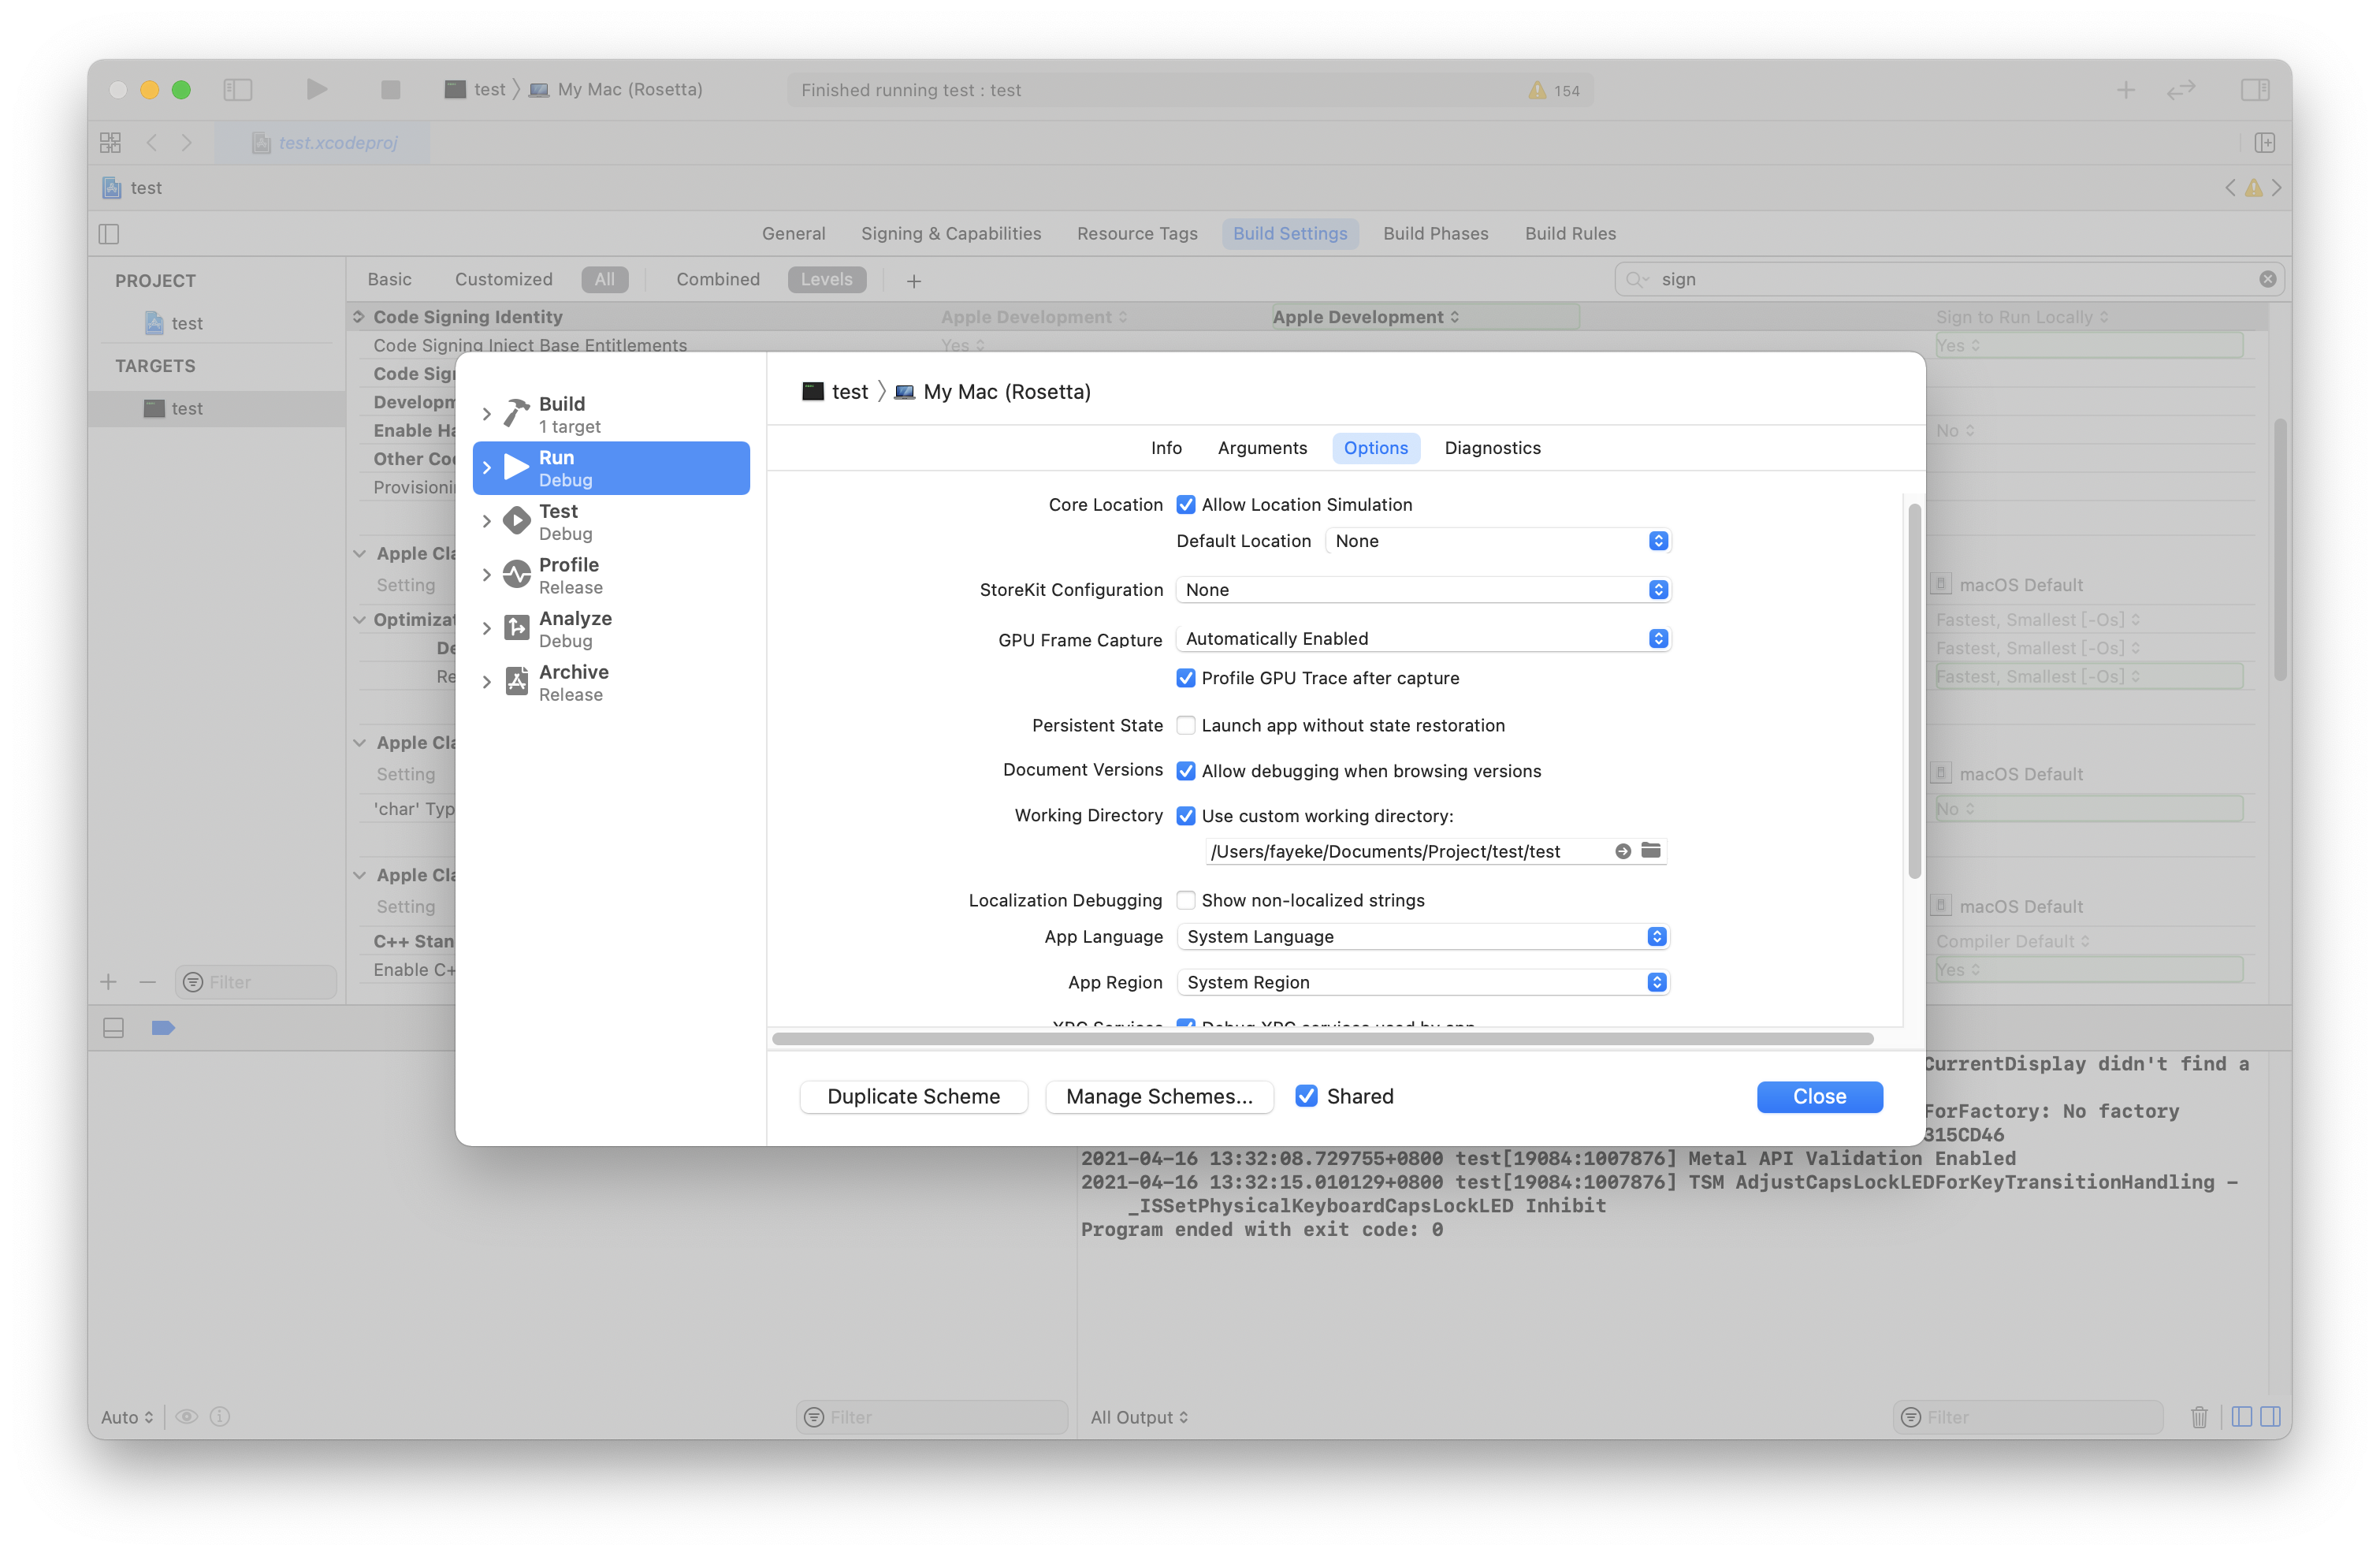 test 〉 My Mac (Rosetta)
Finished running test : test
154
test.xcodeproj
test
General Signing & Capabilities Resource Tags Build Settings Build Phases Build Rules
PROJECT
test
TARGETS
test
Filter
Basic Customized All Combined Levels
sign
Code Signing Identity Apple Development Apple Development Sign to Run Locally
Code Signing Inject Base Entitlements Yes Yes
Code Sig
Developm
Enable Ha No
Other Co
Provisioni
Apple Cla
Setting macOS Default
Optimizat Fastest, Smallest [-Os]
De Fastest, Smallest [-Os]
Re Fastest, Smallest [-Os]
Apple Cla
Setting macOS Default
'char' Typ No
Apple Cla
Setting macOS Default
C++ Stan Compiler Default
Enable C+ Yes
Build
1 target
Run
Debug
Test
Debug
Profile
Release
Analyze
Debug
Archive
Release
test 〉 My Mac (Rosetta)
Info Arguments Options Diagnostics
Core Location Allow Location Simulation
Default Location None
StoreKit Configuration None
GPU Frame Capture Automatically Enabled
Profile GPU Trace after capture
Persistent State Launch app without state restoration
Document Versions Allow debugging when browsing versions
Working Directory Use custom working directory:
/Users/fayeke/Documents/Project/test/test
Localization Debugging Show non-localized strings
App Language System Language
App Region System Region
XPC Services Debug XPC services used by app
Duplicate Scheme Manage Schemes... Shared Close
CurrentDisplay didn't find a
ForFactory: No factory
315CD46
2021-04-16 13:32:08.729755+0800 test[19084:1007876] Metal API Validation Enabled
2021-04-16 13:32:15.010129+0800 test[19084:1007876] TSM AdjustCapsLockLEDForKeyTransitionHandling -
_ISSetPhysicalKeyboardCapsLockLED Inhibit
Program ended with exit code: 0
Auto Filter All Output Filter